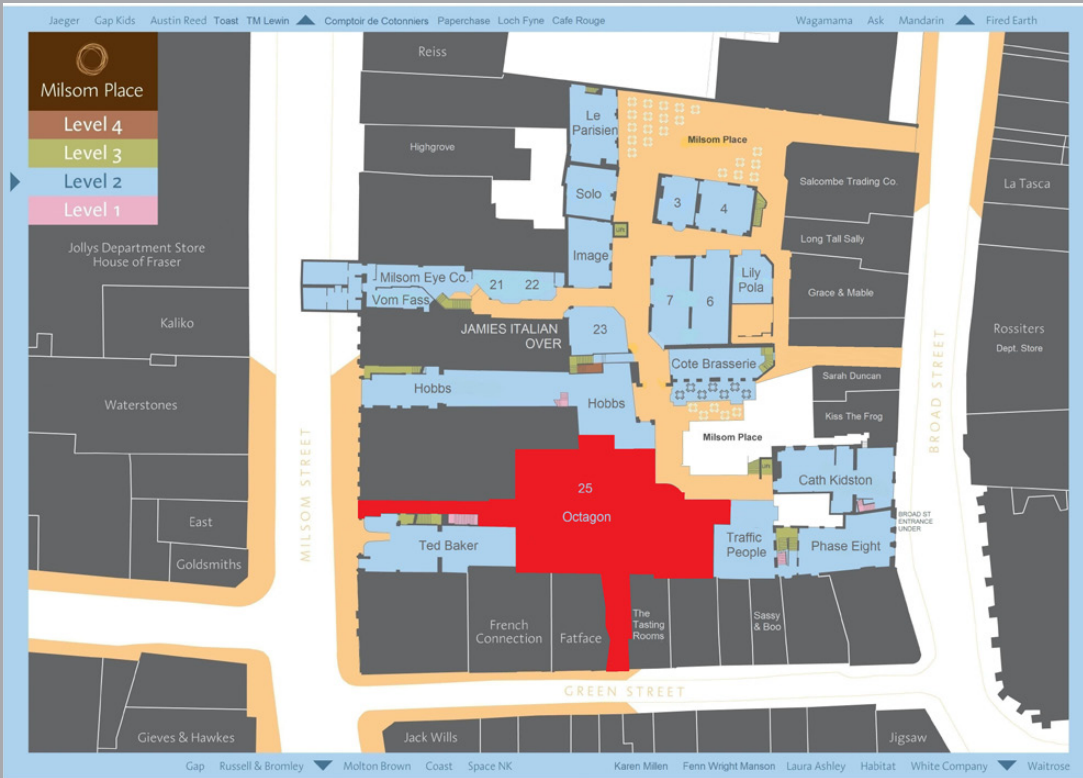 Jaeger Gap Kids Austin Reed Toast TM Lewin Comptoir de Cotonniers Paperchase Loch Fyne Cafe Rouge Wagamama Ask Mandarin Fired Earth
Milsom Place
Level 4
Level 3
Level 2
Level 1
Reiss
Highgrove
Le
Parisien
Solo
Image
LIFT
Milsom Place
3
4
Salcombe Trading Co.
Long Tall Sally
Grace & Mable
La Tasca
Jollys Department Store
House of Fraser
Kaliko
Waterstones
East
Goldsmiths
MILSOM STREET
Milsom Eye Co.
Vom Fass
21
22
JAMIES ITALIAN
OVER
23
7
6
Lily
Pola
Cote Brasserie
Rossiters
Dept. Store
BROAD STREET
Sarah Duncan
Kiss The Frog
Hobbs
Hobbs
Milsom Place
LIFT
Cath Kidston
25
Octagon
BROAD ST
ENTRANCE
UNDER
Ted Baker
Traffic
People
Phase Eight
French
Connection
Fatface
The
Tasting
Rooms
Sassy
& Boo
GREEN STREET
Gieves & Hawkes
Jack Wills
Jigsaw
Gap Russell & Bromley Molton Brown Coast Space NK Karen Millen Fenn Wright Manson Laura Ashley Habitat White Company Waitrose